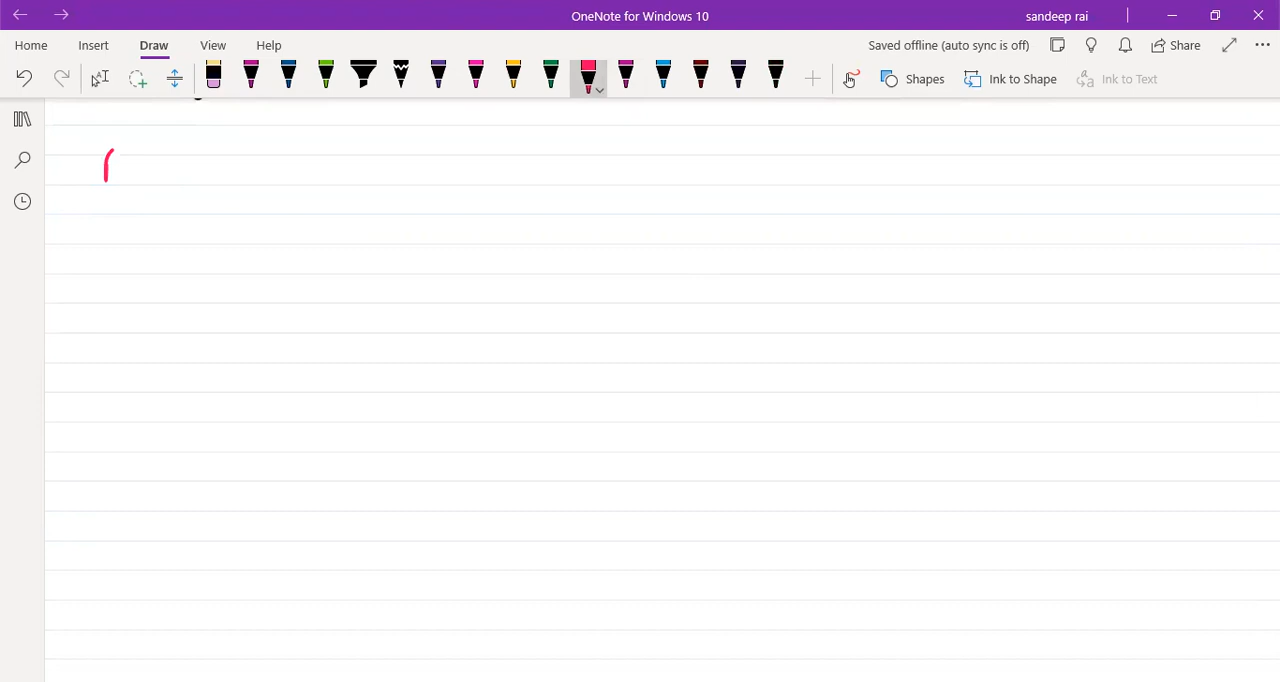 OneNote for Windows 10
sandeep rai
Home Insert Draw View Help
Saved offline (auto sync is off)
Share
Shapes
Ink to Shape
Ink to Text